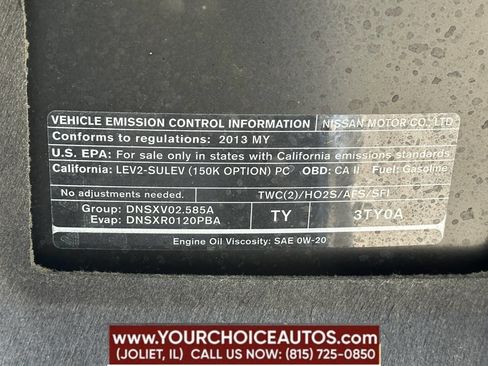 VEHICLE EMISSION CONTROL INFORMATION NISSAN MOTOR CO., LTD
Conforms to regulations: 2013 MY
U.S. EPA: For sale only in states with California emissions standards
California: LEV2-SULEV (150K OPTION) PC OBD: CA II Fuel: Gasoline
No adjustments needed. TWC(2)/HO2S/AFS/SFI
Group: DNSXV02.585A
Evap: DNSXR0120PBA
TY 3TY0A
Engine Oil Viscosity: SAE 0W-20
WWW.YOURCHOICEAUTOS.COM
(JOLIET, IL) CALL US NOW: (815) 725-0850